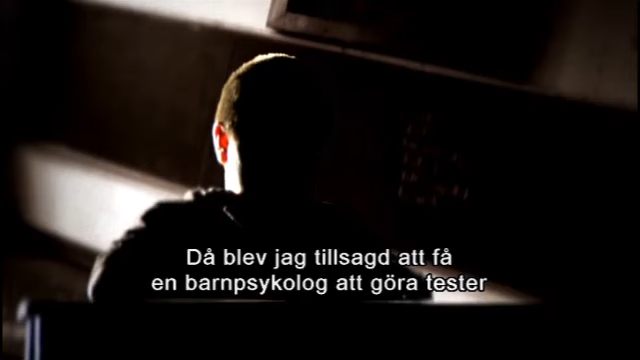 Då blev jag tillsagd att få
en barnpsykolog att göra tester